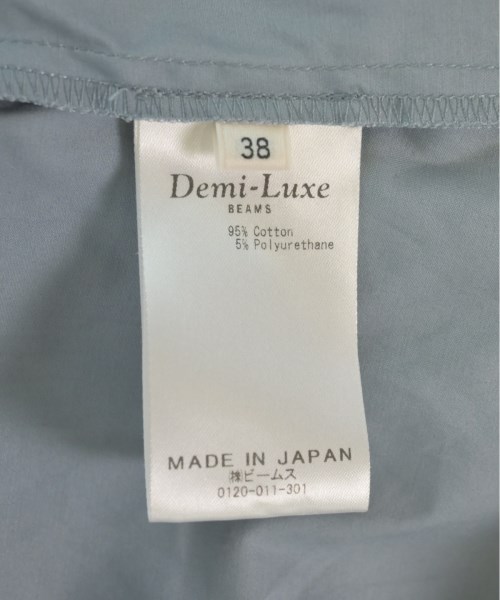 38
Demi-Luxe
BEAMS
95% Cotton
5% Polyurethane
MADE IN JAPAN
㈱ビームス
0120-011-301